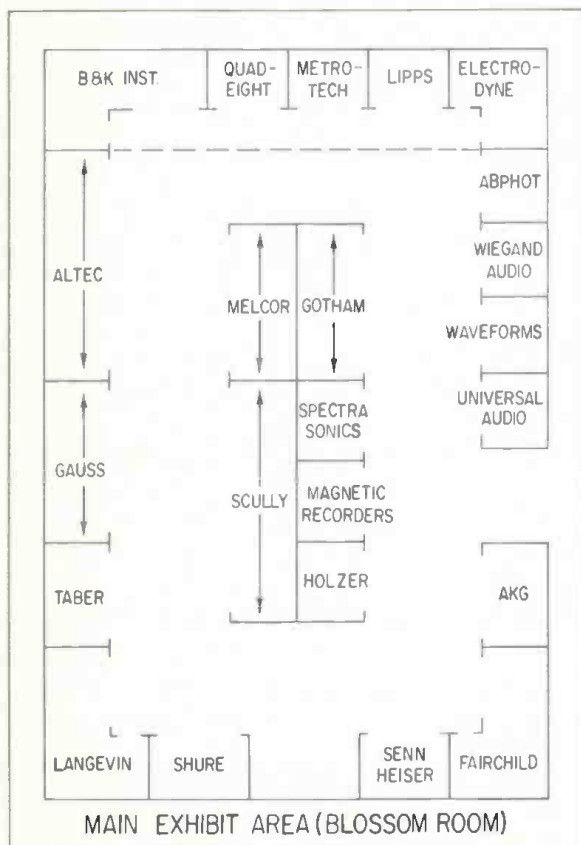 B&K INST.
QUAD-
EIGHT
METRO-
TECH
LIPPS
ELECTRO-
DYNE
ABPHOT
WIEGAND
AUDIO
WAVEFORMS
UNIVERSAL
AUDIO
ALTEC
MELCOR
GOTHAM
SPECTRA
SONICS
GAUSS
SCULLY
MAGNETIC
RECORDERS
TABER
HOLZER
AKG
LANGEVIN
SHURE
SENN
HEISER
FAIRCHILD
MAIN EXHIBIT AREA (BLOSSOM ROOM)